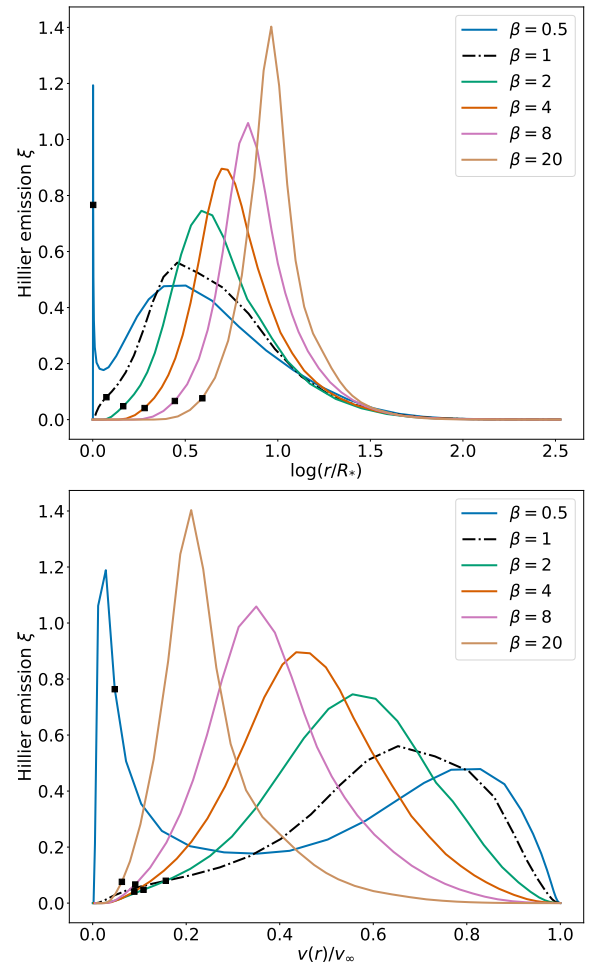 Hillier emission ξ
1.4
1.2
1.0
0.8
0.6
0.4
0.2
0.0
β = 0.5
β = 1
β = 2
β = 4
β = 8
β = 20
0.0 0.5 1.0 1.5 2.0 2.5
log(r/R*)
Hillier emission ξ
1.4
1.2
1.0
0.8
0.6
0.4
0.2
0.0
β = 0.5
β = 1
β = 2
β = 4
β = 8
β = 20
0.0 0.2 0.4 0.6 0.8 1.0
v(r)/v∞